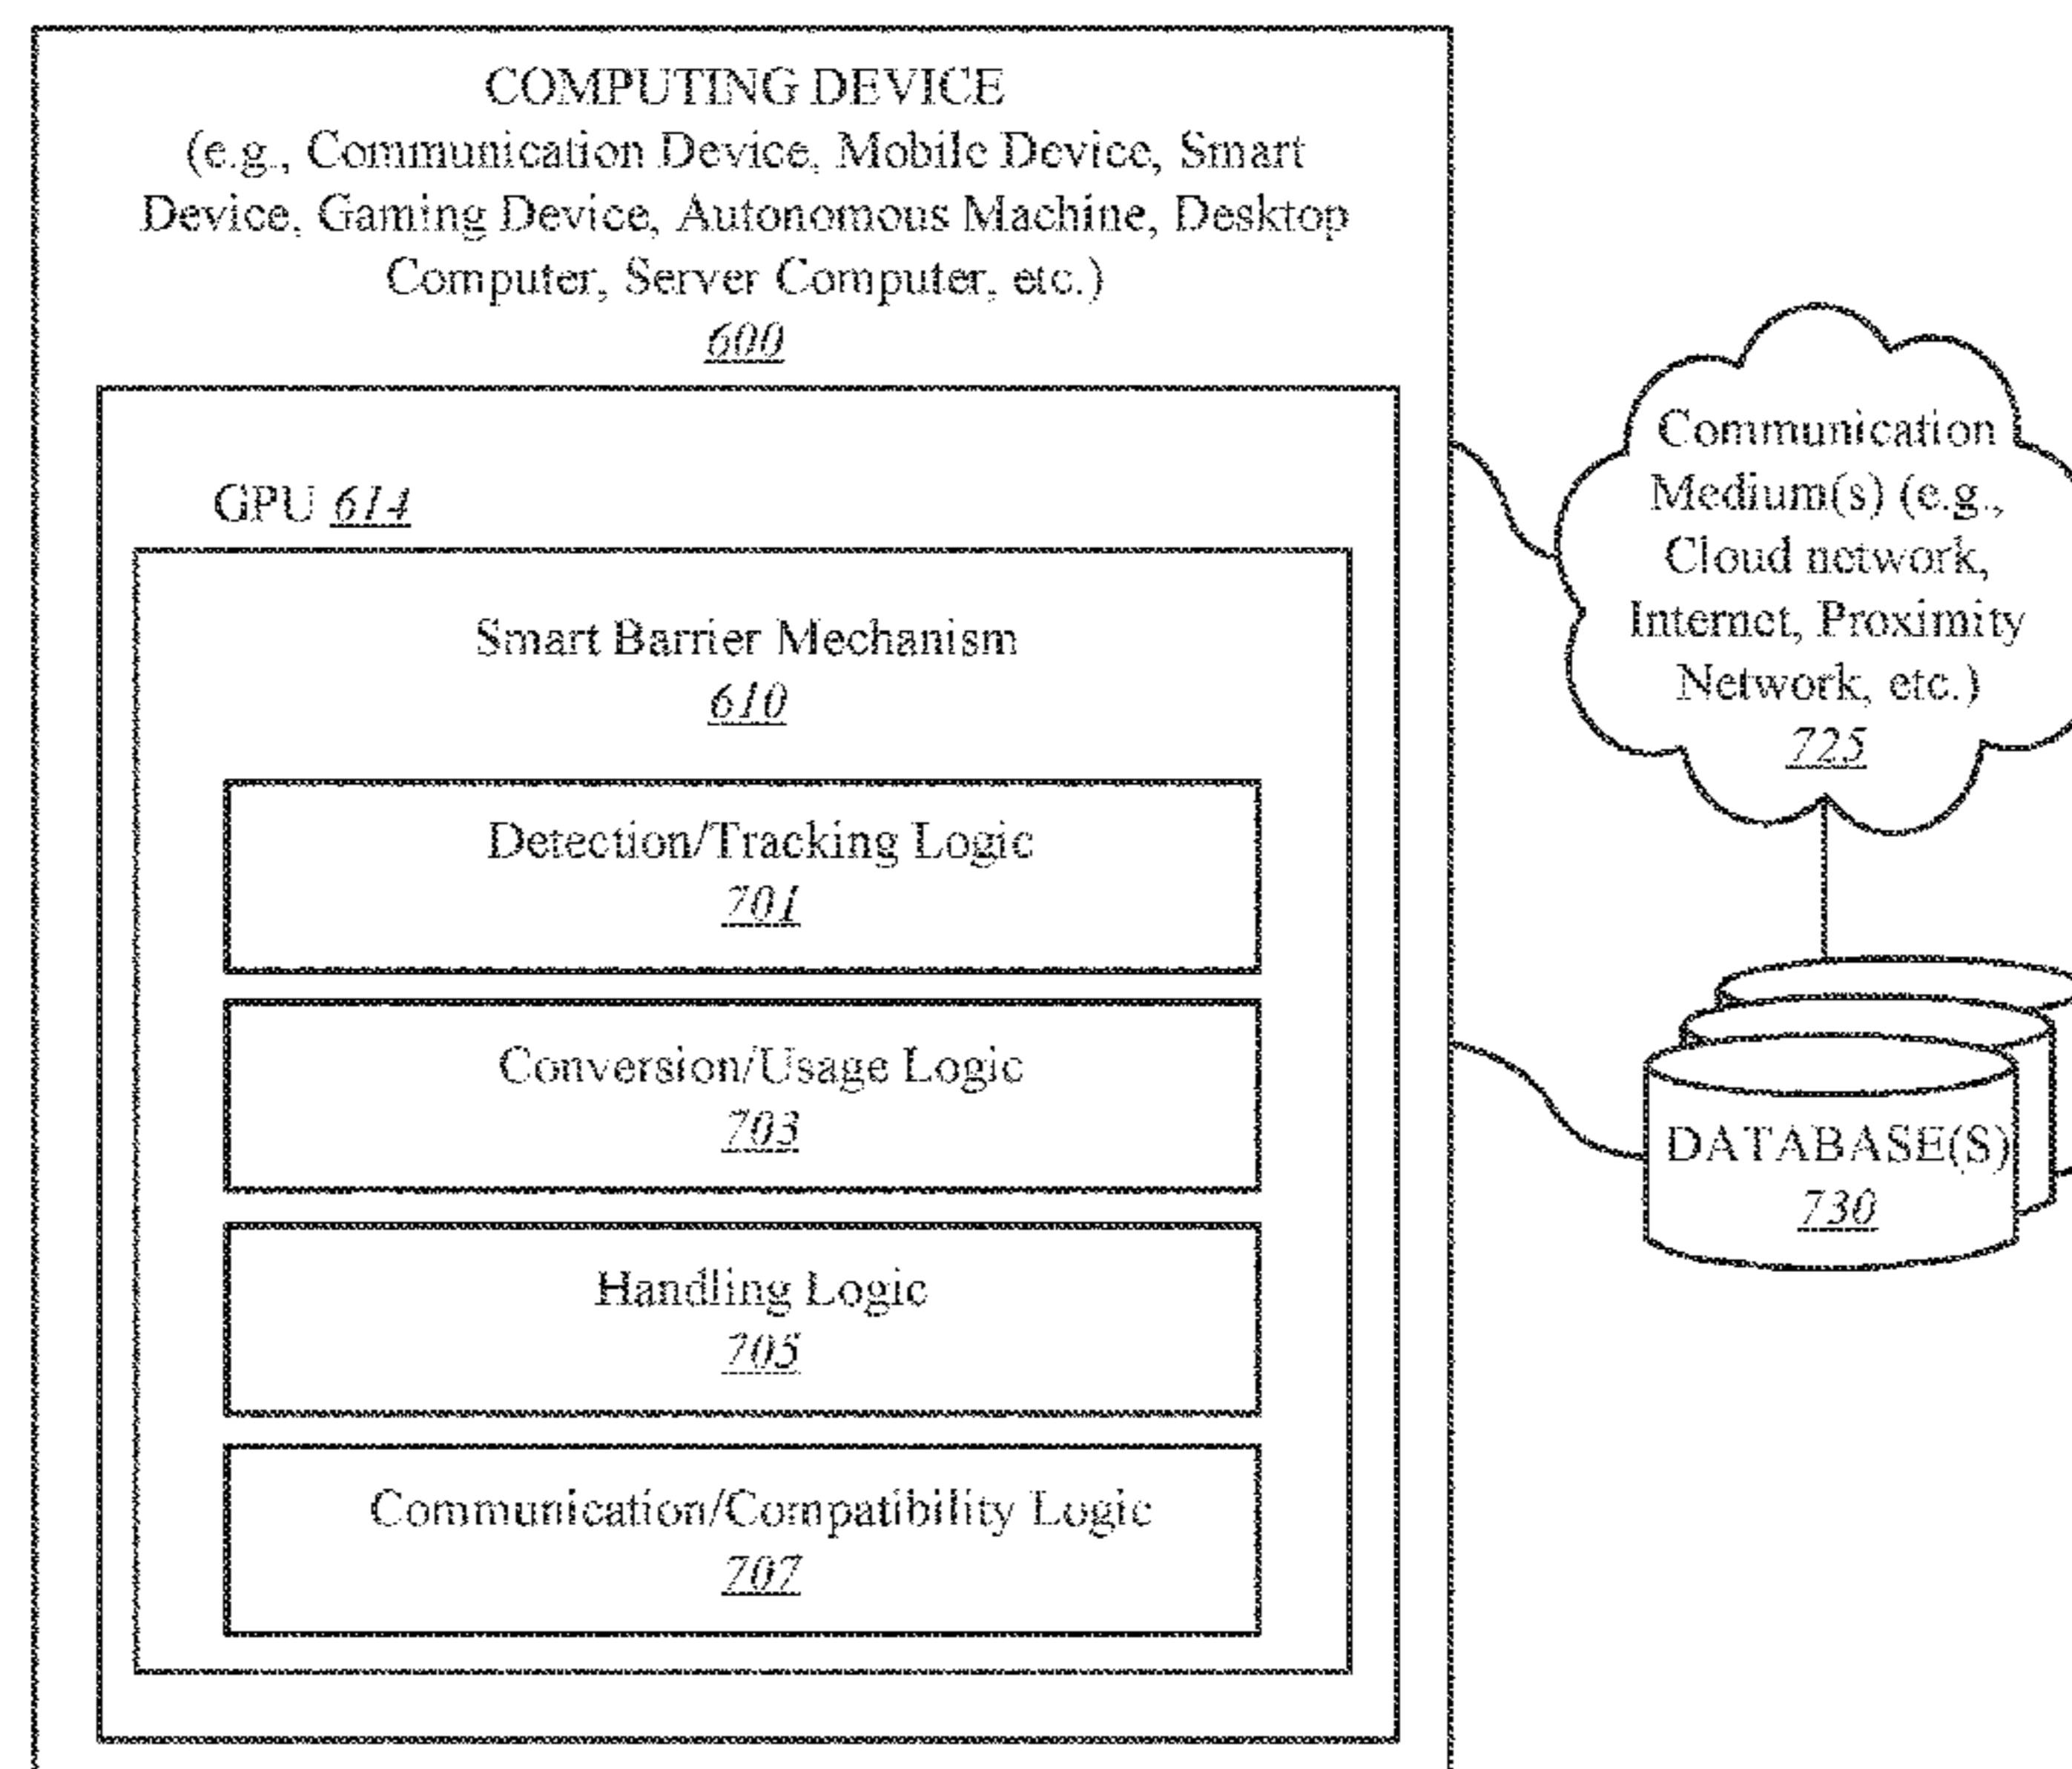 COMPUTING DEVICE
(e.g., Communication Device, Mobile Device, Smart
Device, Gaming Device, Autonomous Machine, Desktop
Computer, Server Computer, etc.)
600
GPU 614
Smart Barrier Mechanism
610
Detection/Tracking Logic
701
Conversion/Usage Logic
703
Handling Logic
705
Communication/Compatibility Logic
707
Communication
Medium(s) (e.g.,
Cloud network,
Internet, Proximity
Network, etc.)
725
DATABASE(S)
730